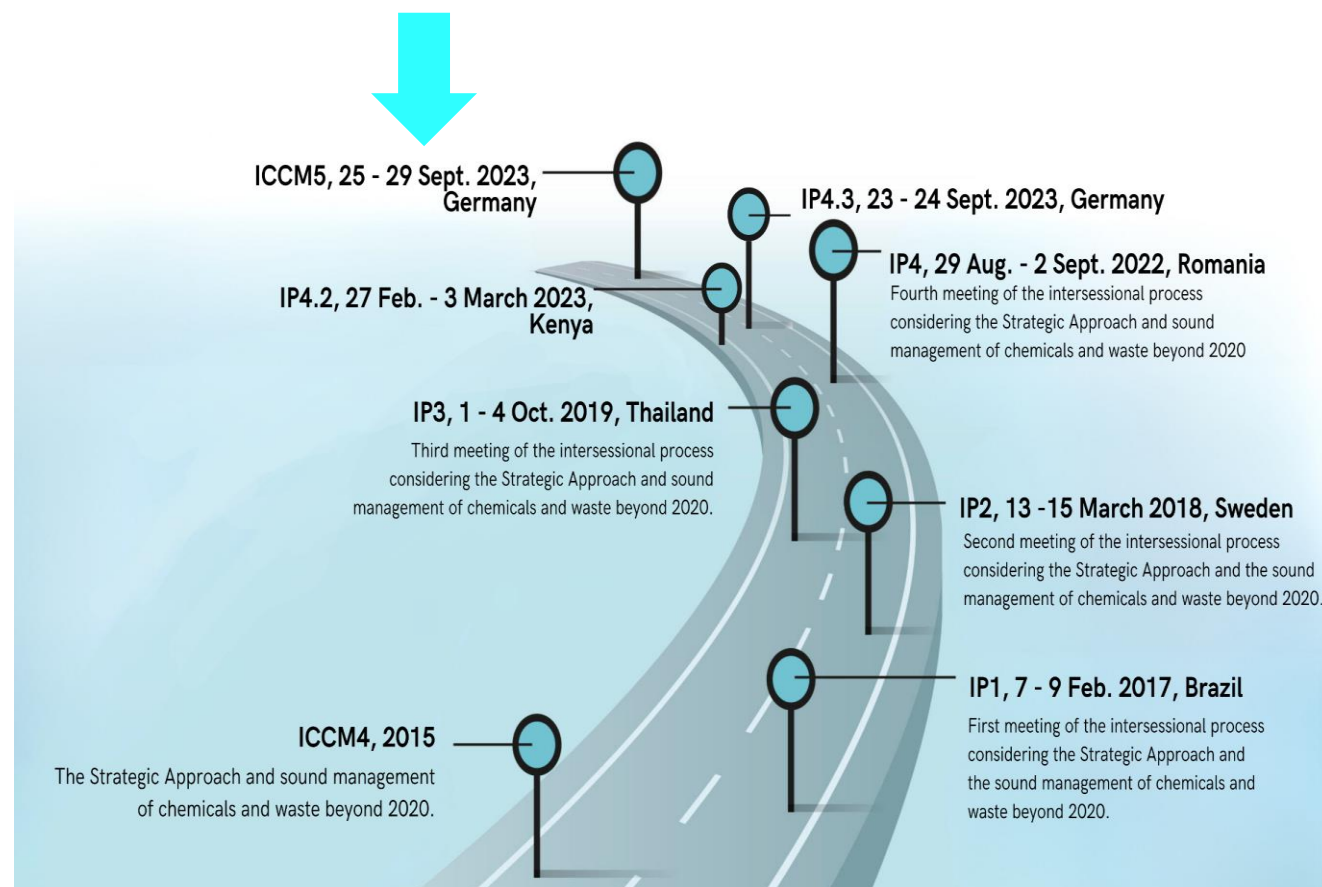 ICCM5, 25 - 29 Sept. 2023,
Germany
IP4.3, 23 - 24 Sept. 2023, Germany
IP4, 29 Aug. - 2 Sept. 2022, Romania
Fourth meeting of the intersessional process
considering the Strategic Approach and sound
management of chemicals and waste beyond 2020
IP4.2, 27 Feb. - 3 March 2023,
Kenya
IP3, 1 - 4 Oct. 2019, Thailand
Third meeting of the intersessional process
considering the Strategic Approach and sound
management of chemicals and waste beyond 2020.
IP2, 13 -15 March 2018, Sweden
Second meeting of the intersessional process
considering the Strategic Approach and the sound
management of chemicals and waste beyond 2020.
IP1, 7 - 9 Feb. 2017, Brazil
First meeting of the intersessional process
considering the Strategic Approach and
the sound management of chemicals and
waste beyond 2020.
ICCM4, 2015
The Strategic Approach and sound management
of chemicals and waste beyond 2020.